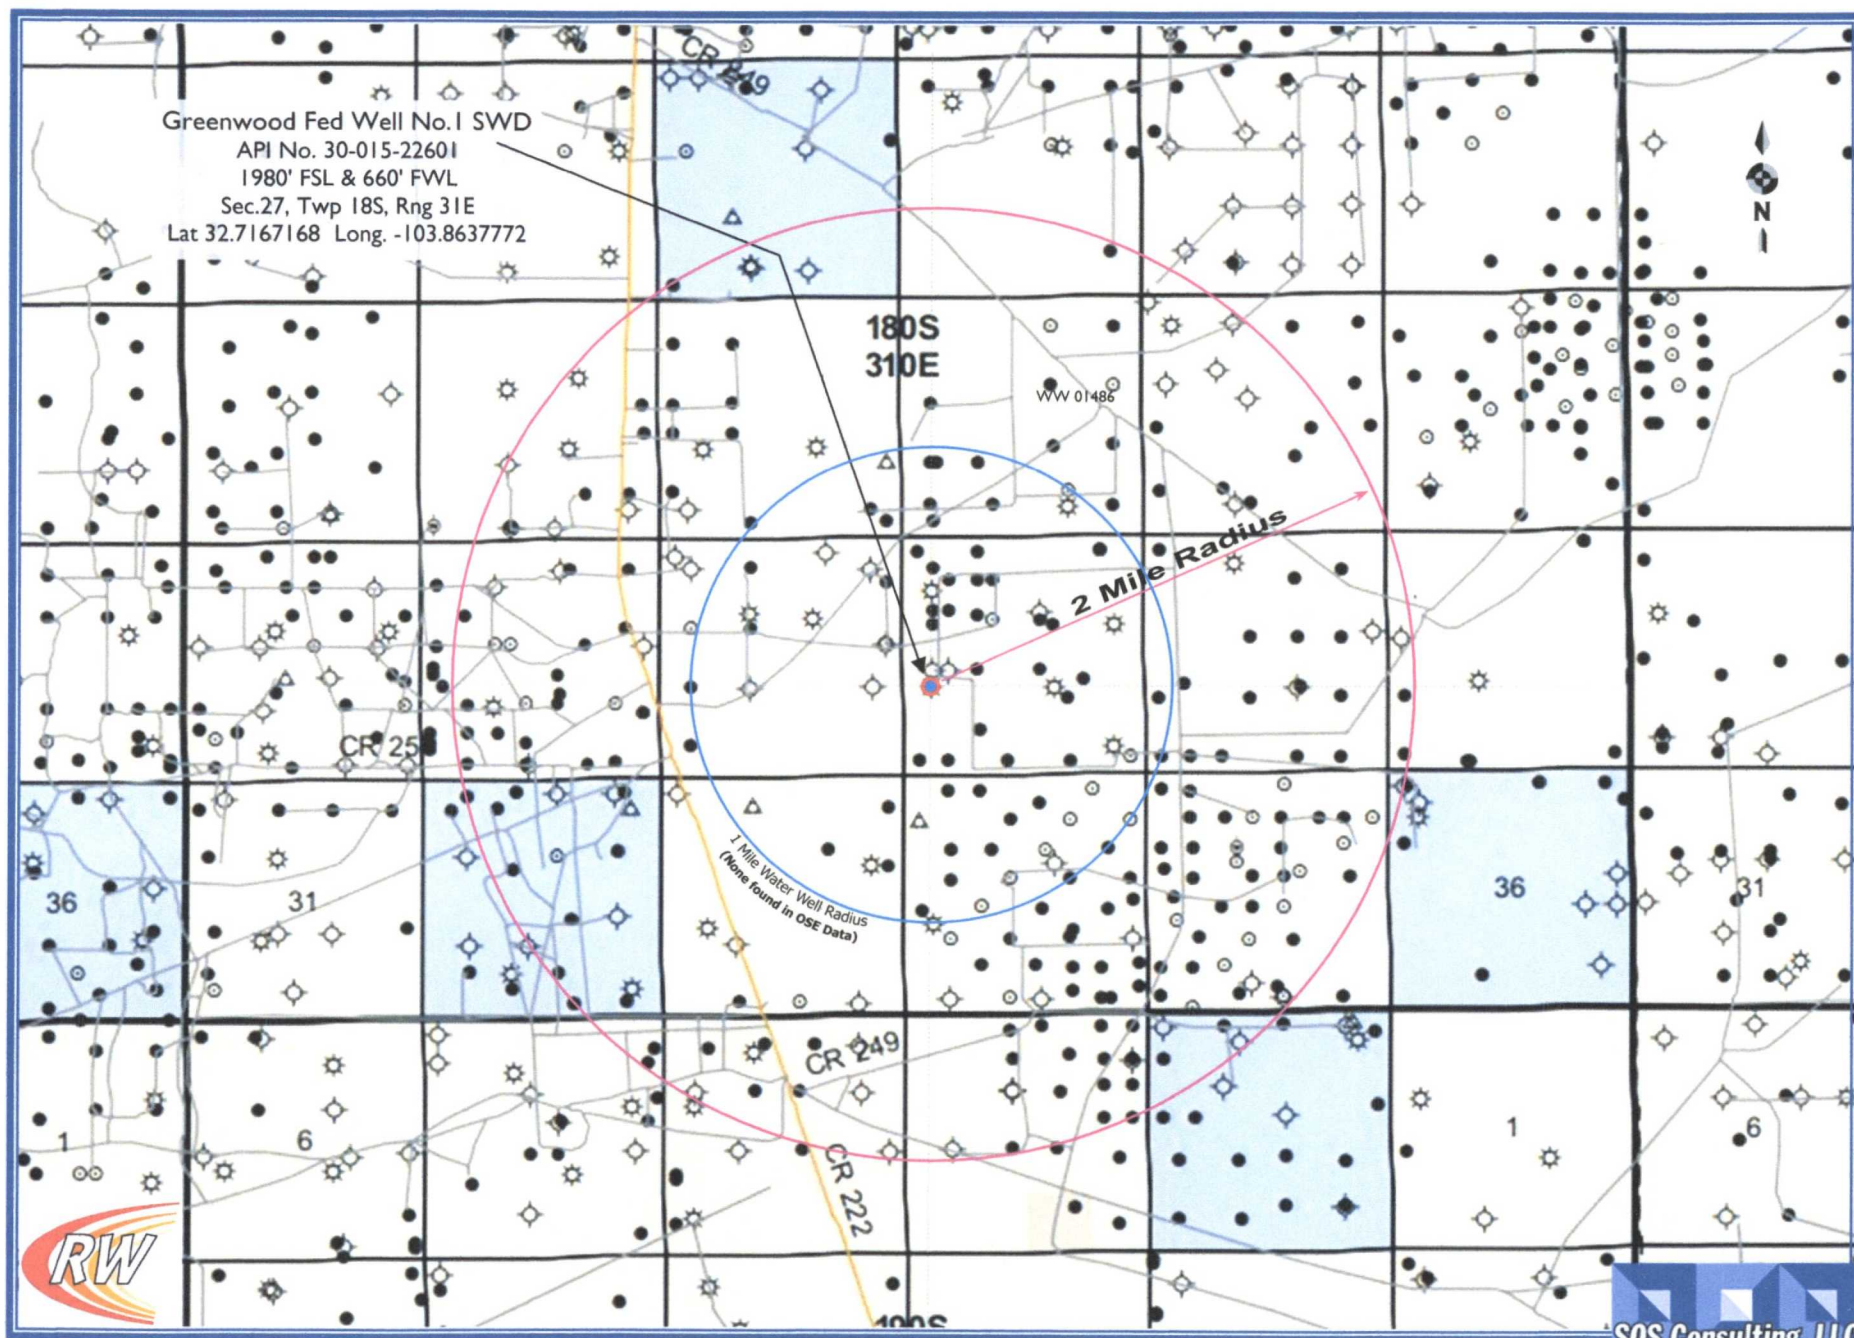 CR 249
Greenwood Fed Well No.1 SWD
API No. 30-015-22601
1980' FSL & 660' FWL
Sec.27, Twp 18S, Rng 31E
Lat 32.7167168 Long. -103.8637772
N
180S
310E
WW 01486
2 Mile Radius
CR 25
1 Mile Water Well Radius
(None found in OSE Data)
36
31
36
31
CR 249
1
6
1
6
CR 222
RW
190S
SOS Consulting, LLC